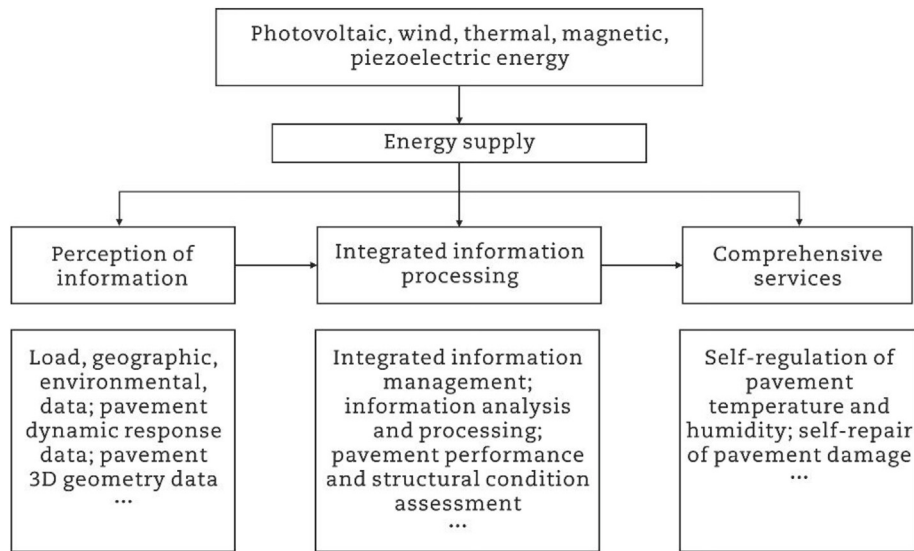 Photovoltaic, wind, thermal, magnetic,
piezoelectric energy
Energy supply
Perception of
information
Integrated information
processing
Comprehensive
services
Load, geographic,
environmental,
data; pavement
dynamic response
data; pavement
3D geometry data
...
Integrated information
management;
information analysis
and processing;
pavement performance
and structural condition
assessment
...
Self-regulation of
pavement
temperature and
humidity; self-repair
of pavement damage
...